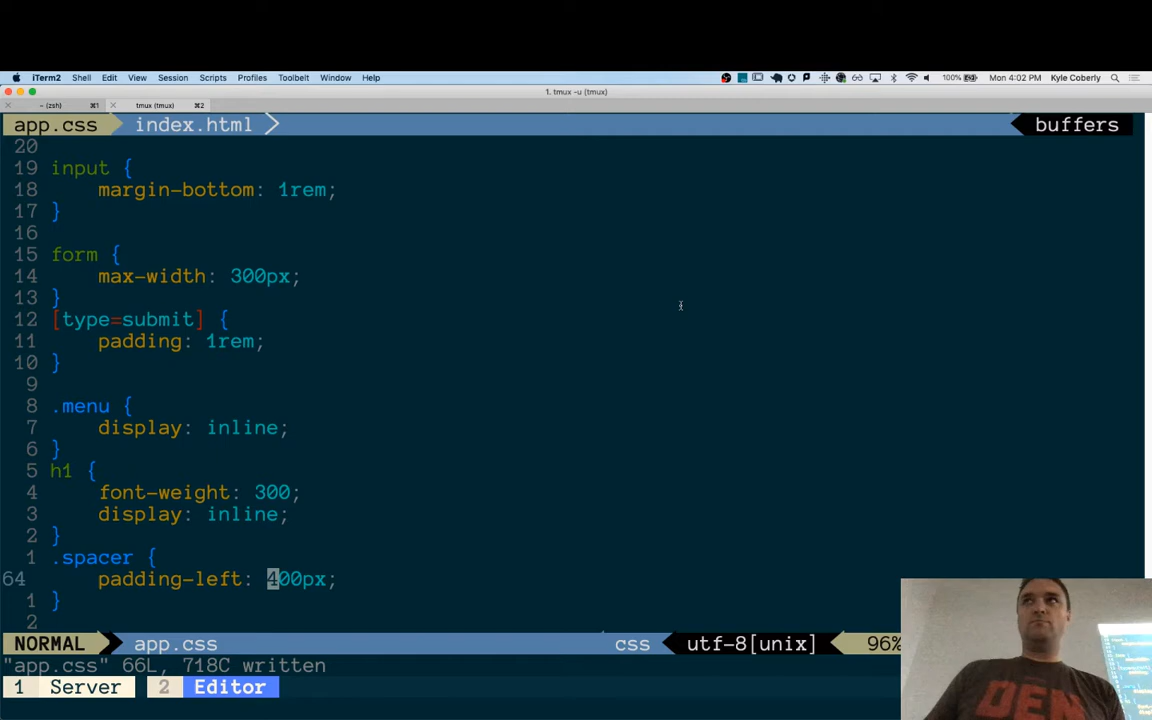 iTerm2 Shell Edit View Session Scripts Profiles Toolbelt Window Help 100% Mon 4:02 PM Kyle Coberly
1. tmux -u (tmux)
~ (zsh) ⌘1 tmux (tmux) ⌘2
app.css index.html buffers
20
19 input {
18 margin-bottom: 1rem;
17 }
16
15 form {
14 max-width: 300px;
13 }
12 [type=submit] {
11 padding: 1rem;
10 }
9
8 .menu {
7 display: inline;
6 }
5 h1 {
4 font-weight: 300;
3 display: inline;
2 }
1 .spacer {
64 padding-left: 400px;
1 }
2
NORMAL app.css css utf-8[unix] 96%
"app.css" 66L, 718C written
1 Server 2 Editor
DEN